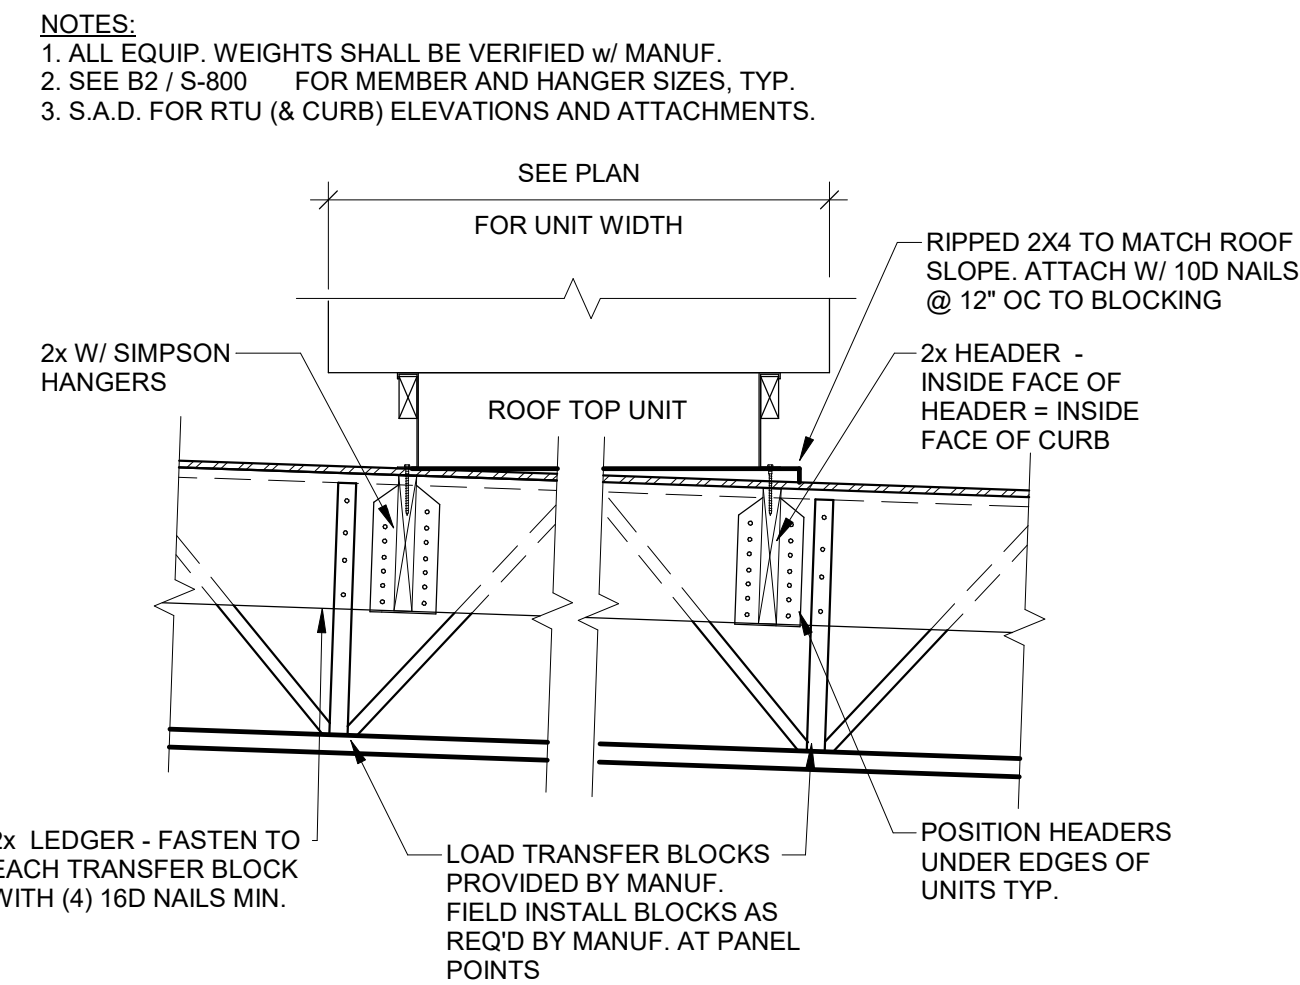 NOTES:
1. ALL EQUIP. WEIGHTS SHALL BE VERIFIED w/ MANUF.
2. SEE B2 / S-800 FOR MEMBER AND HANGER SIZES, TYP.
3. S.A.D. FOR RTU (& CURB) ELEVATIONS AND ATTACHMENTS.
SEE PLAN
FOR UNIT WIDTH
RIPPED 2X4 TO MATCH ROOF
SLOPE. ATTACH W/ 10D NAILS
@ 12" OC TO BLOCKING
2x W/ SIMPSON
HANGERS
2x HEADER -
INSIDE FACE OF
HEADER = INSIDE
FACE OF CURB
ROOF TOP UNIT
2x LEDGER - FASTEN TO
EACH TRANSFER BLOCK
WITH (4) 16D NAILS MIN.
LOAD TRANSFER BLOCKS
PROVIDED BY MANUF.
FIELD INSTALL BLOCKS AS
REQ'D BY MANUF. AT PANEL
POINTS
POSITION HEADERS
UNDER EDGES OF
UNITS TYP.